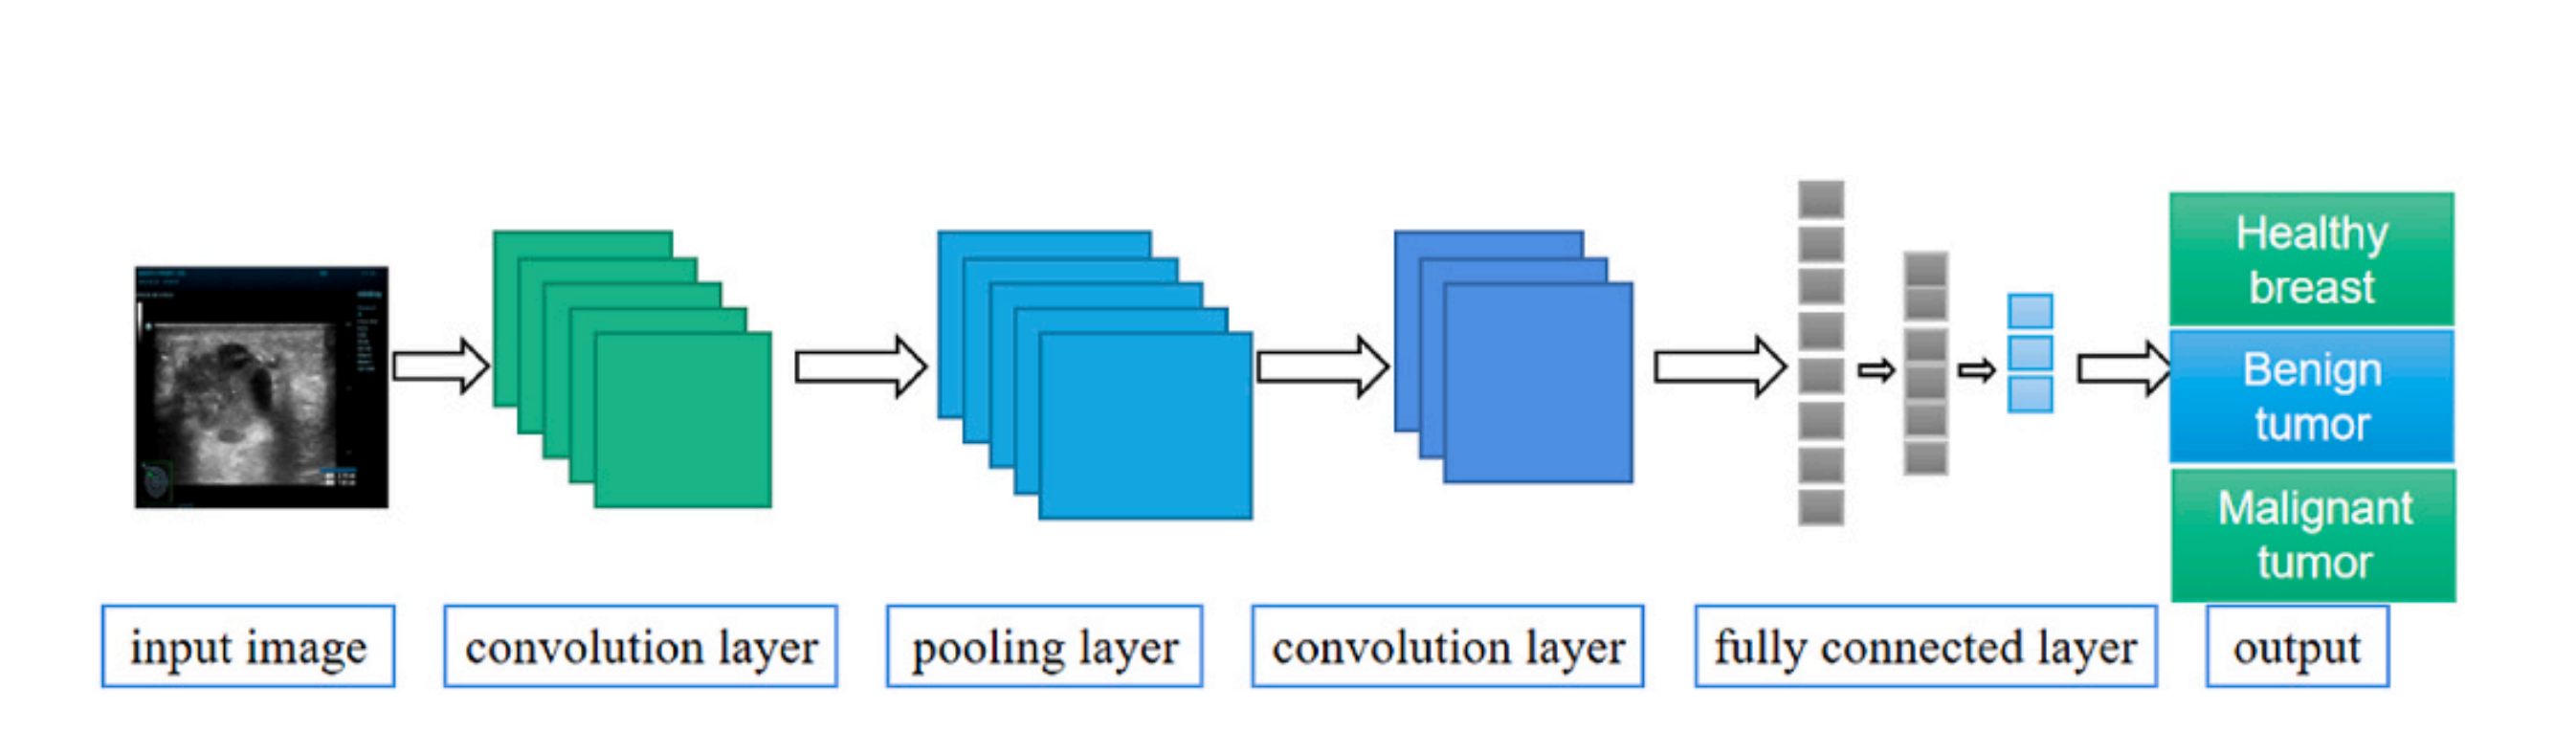 Healthy
breast
Benign
tumor
Malignant
tumor
input image
convolution layer
pooling layer
convolution layer
fully connected layer
output